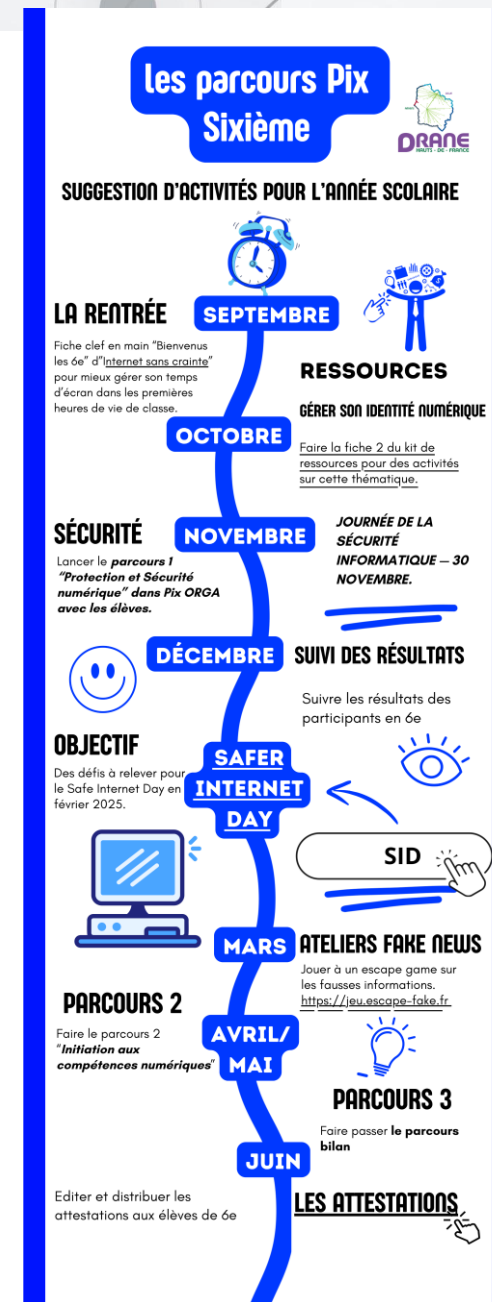 les parcours Pix
Sixième
DRANE
HAUTS - DE - FRANCE
SUGGESTION D'ACTIVITÉS POUR L'ANNÉE SCOLAIRE
SEPTEMBRE
LA RENTRÉE
Fiche clef en main "Bienvenus
les 6e" d"Internet sans crainte"
pour mieux gérer son temps
d'écran dans les premières
heures de vie de classe.
RESSOURCES
GÉRER SON IDENTITÉ NUMÉRIQUE
OCTOBRE
Faire la fiche 2 du kit de
ressources pour des activités
sur cette thématique.
SÉCURITÉ
Lancer le parcours 1
"Protection et Sécurité
numérique" dans Pix ORGA
avec les élèves.
NOVEMBRE
JOURNÉE DE LA
SÉCURITÉ
INFORMATIQUE – 30
NOVEMBRE.
DÉCEMBRE
SUIVI DES RÉSULTATS
Suivre les résultats des
participants en 6e
OBJECTIF
Des défis à relever pour
le Safe Internet Day en
février 2025.
SAFER
INTERNET
DAY
SID
MARS
ATELIERS FAKE NEWS
Jouer à un escape game sur
les fausses informations.
https://jeu.escape-fake.fr
PARCOURS 2
Faire le parcours 2
"Initiation aux
compétences numériques"
AVRIL/
MAI
PARCOURS 3
Faire passer le parcours
bilan
JUIN
Editer et distribuer les
attestations aux élèves de 6e
LES ATTESTATIONS